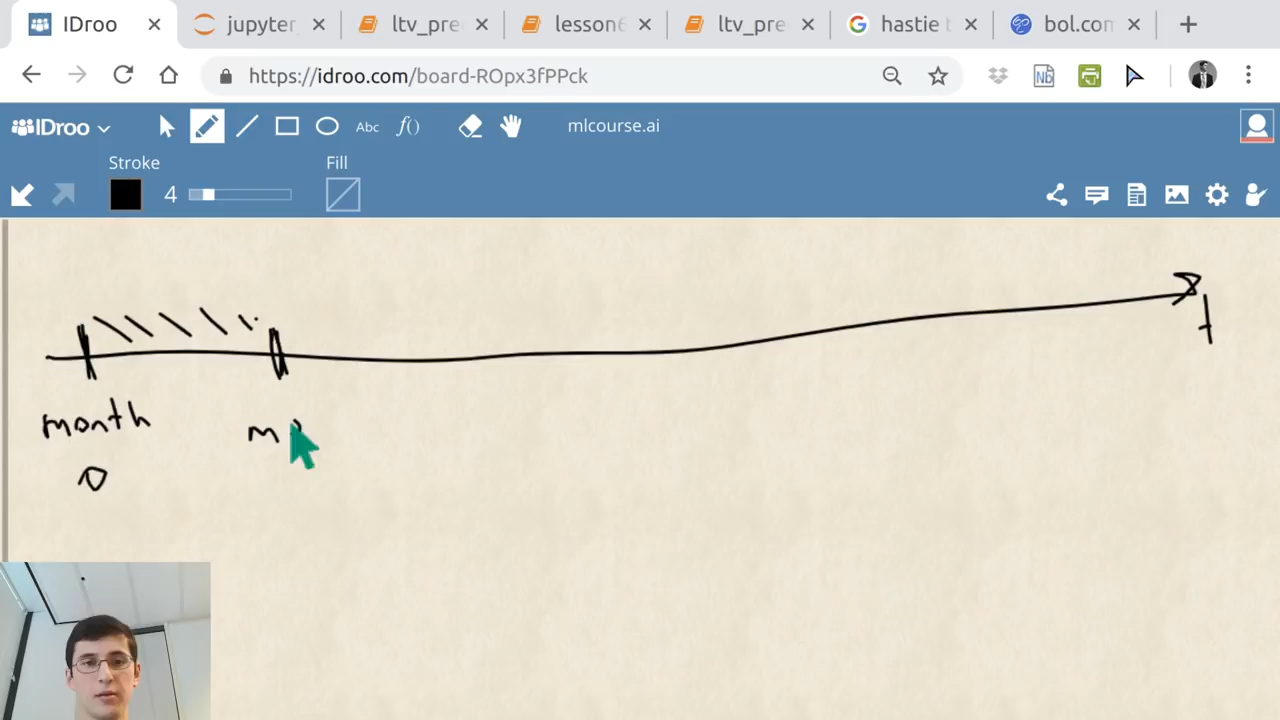 IDroo jupyter_ ltv_pre lesson6 ltv_pre hastie t bol.com
https://idroo.com/board-ROpx3fPPck
IDroo Abc f() mlcourse.ai
Stroke Fill
4
t
month m
0